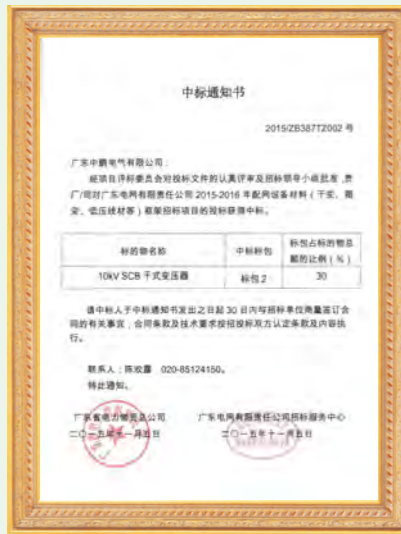 中标通知书
2015/ZB387TZ002 号
广东中鹏电气有限公司：
经项目评标委员会对投标文件的认真评审及招标领导小组批准，贵
厂/司对广东电网有限责任公司 2015-2016 年配网设备材料（干变、箱
变、低压线材等）框架招标项目的投标获得中标。
标的物名称 中标标包 标包占标的物总
额的比例（%）
10kV SCB 干式变压器 标包 2 30
请中标人于中标通知书发出之日起 30 日内与招标单位商量签订合
同的有关事宜，合同条款及技术要求按招投标双方认定条款及内容执
行。
联系人：陈欢露 020-85124150。
特此通知。
广东省电力物资总公司 广东电网有限责任公司招标服务中心
二〇一五年十一月五日 二〇一五年十一月五日